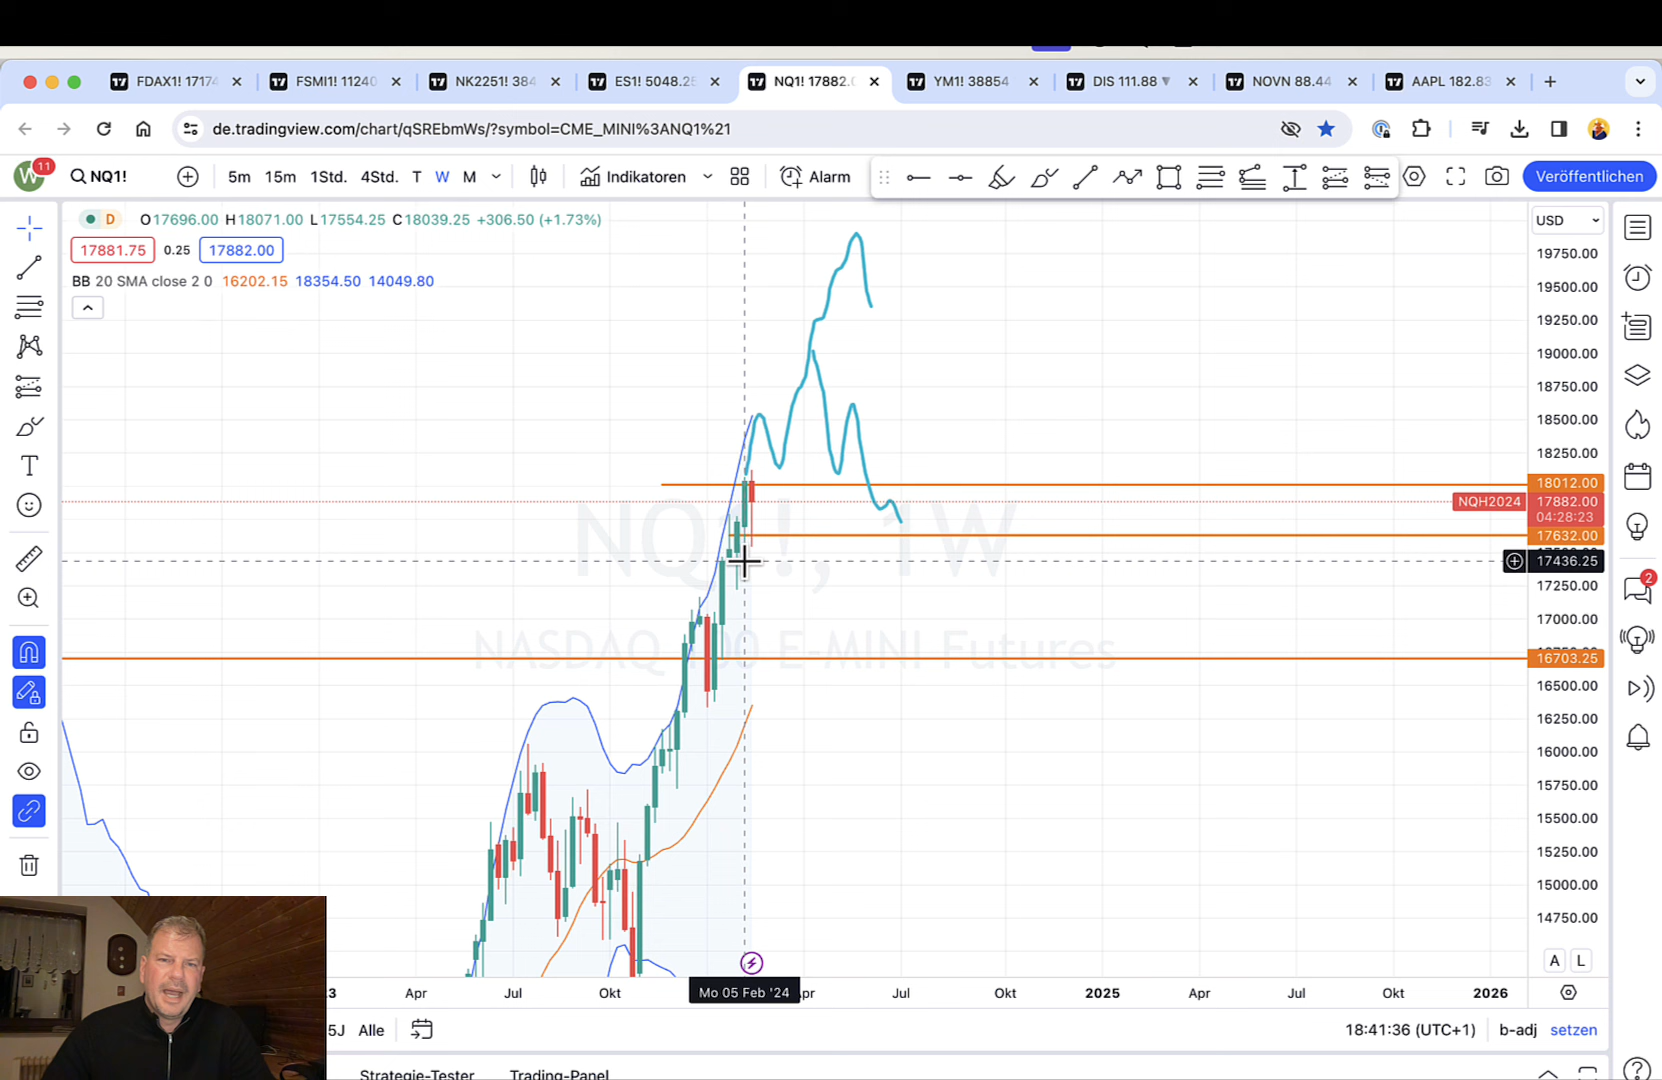 FDAX1! 17174
FSMI1! 11240
NK2251! 384
ES1! 5048.25
NQ1! 17882.0
YM1! 38854
DIS 111.88 ▼
NOVN 88.44
AAPL 182.83
de.tradingview.com/chart/qSREbmWs/?symbol=CME_MINI%3ANQ1%21
W 11 NQ1! 5m 15m 1Std. 4Std. T W M Indikatoren Alarm Veröffentlichen
D O17696.00 H18071.00 L17554.25 C18039.25 +306.50 (+1.73%)
USD
17881.75 0.25 17882.00
BB 20 SMA close 2 0 16202.15 18354.50 14049.80
19750.00
19500.00
19250.00
19000.00
18750.00
18500.00
18250.00
18012.00
NQH2024 17882.00
04:28:23
17632.00
17436.25
17250.00
17000.00
16703.25
16500.00
16250.00
16000.00
15750.00
15500.00
15250.00
15000.00
14750.00
NQ1!, 1W
NASDAQ 100 E-MINI Futures
2
A L
Apr Jul Okt Mo 05 Feb '24 Jul Okt 2025 Apr Jul Okt 2026
5J Alle 18:41:36 (UTC+1) b-adj setzen
Strategie-Tester Trading-Panel